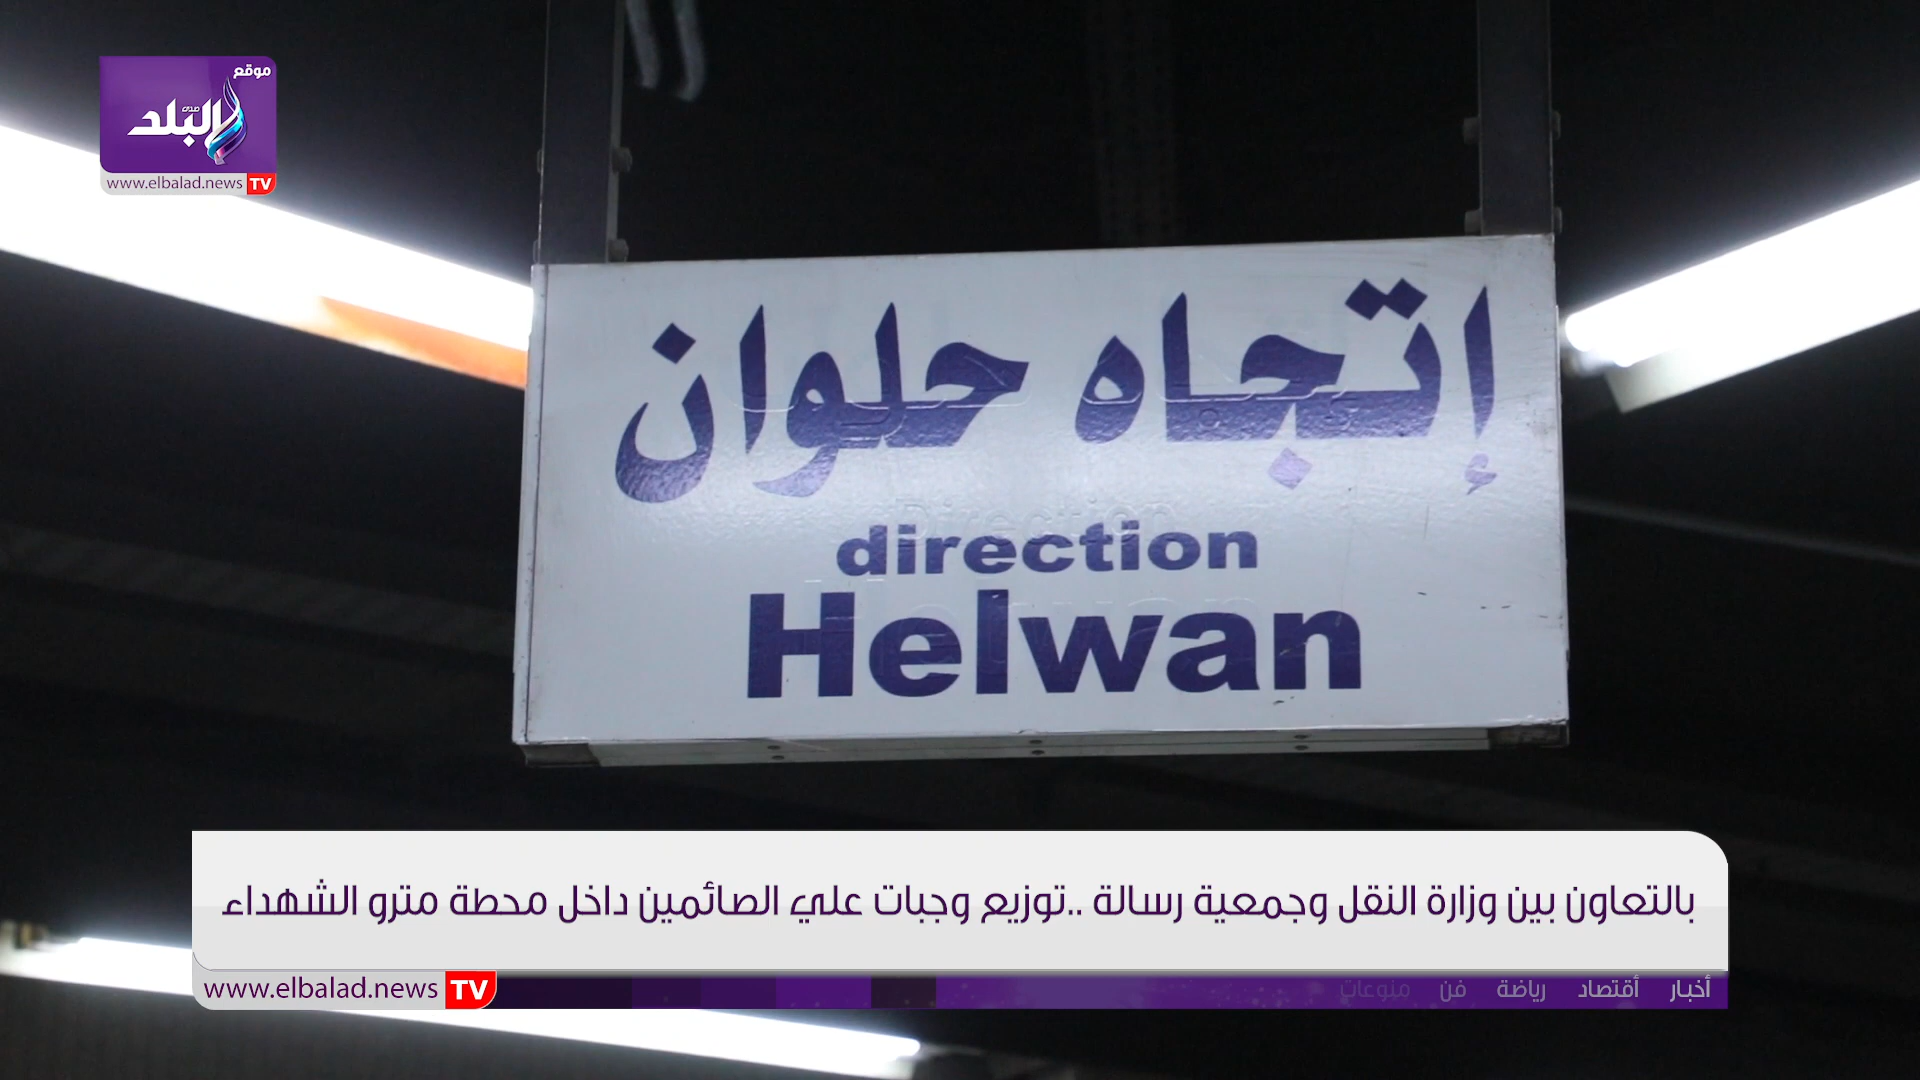 موقع
صدى البلد
www.elbalad.news TV
إتجاه حلوان
direction
Helwan
بالتعاون بين وزارة النقل وجمعية رسالة ..توزيع وجبات علي الصائمين داخل محطة مترو الشهداء
www.elbalad.news TV
أخبار أقتصاد رياضة فن منوعات